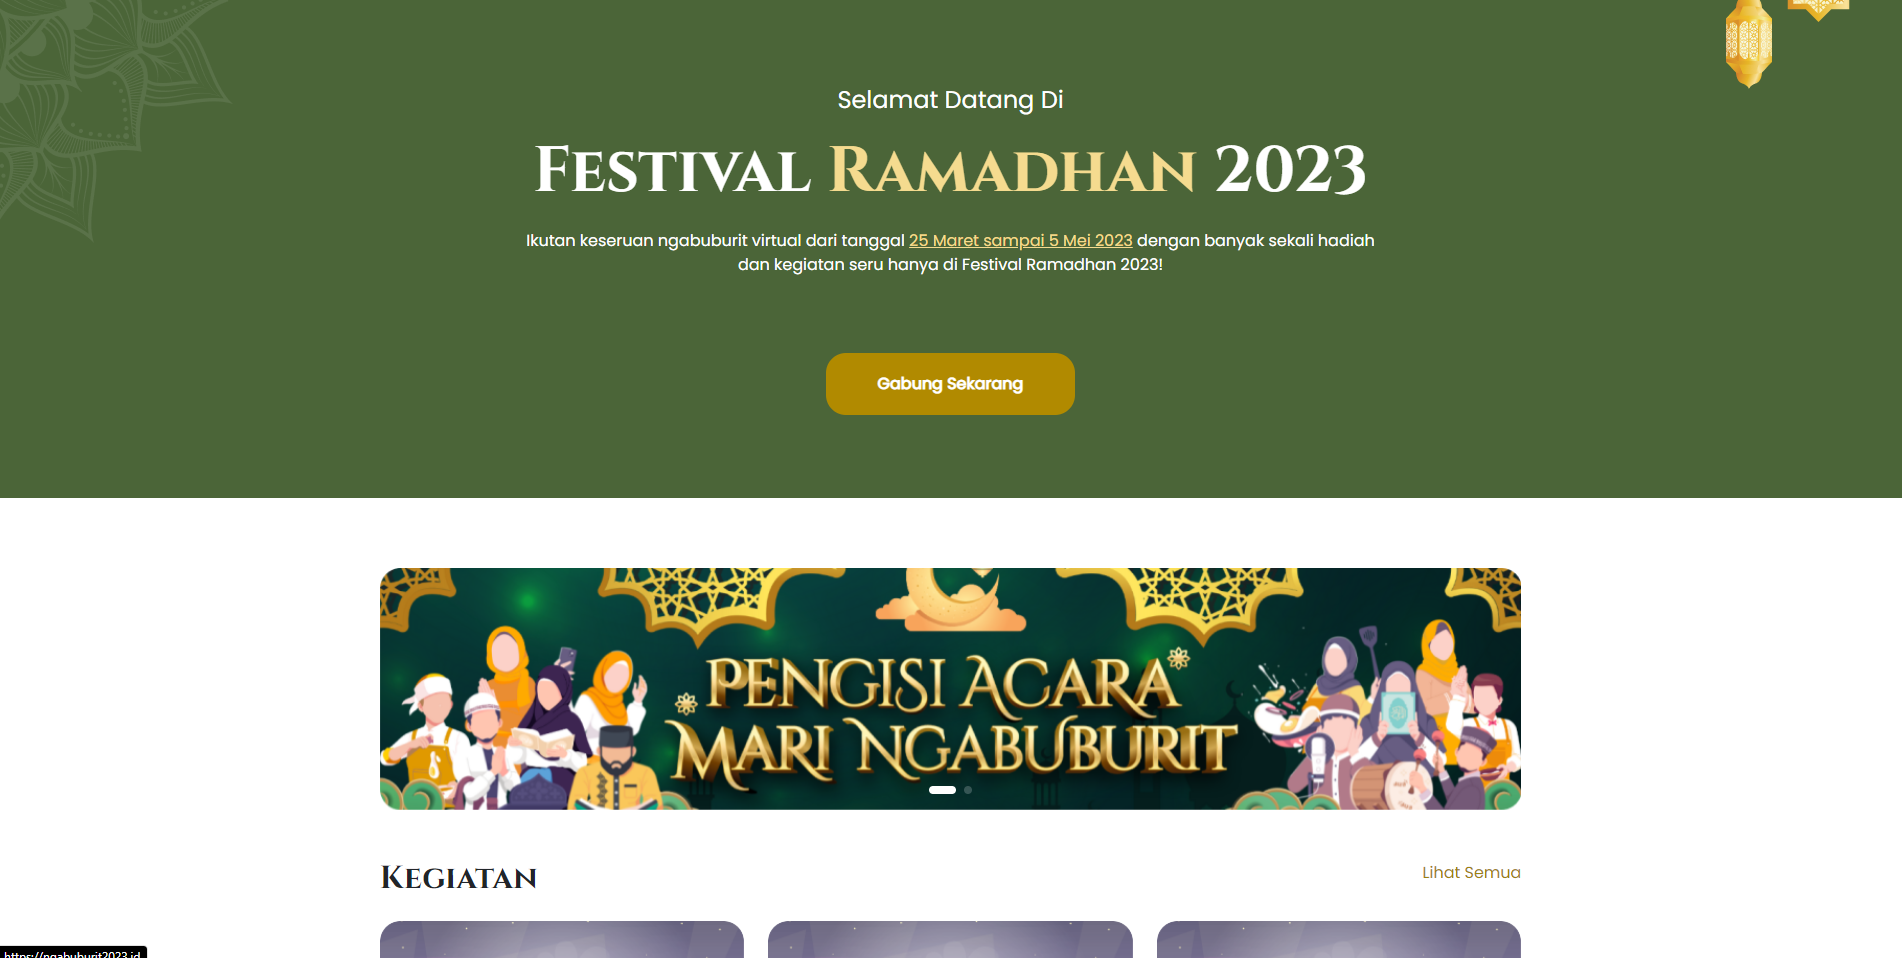 Selamat Datang Di
Festival Ramadhan 2023
Ikutan keseruan ngabuburit virtual dari tanggal 25 Maret sampai 5 Mei 2023 dengan banyak sekali hadiah
dan kegiatan seru hanya di Festival Ramadhan 2023!
Gabung Sekarang
PENGISI ACARA
MARI NGABUBURIT
Kegiatan
Lihat Semua
https://ngabuburit2023.id